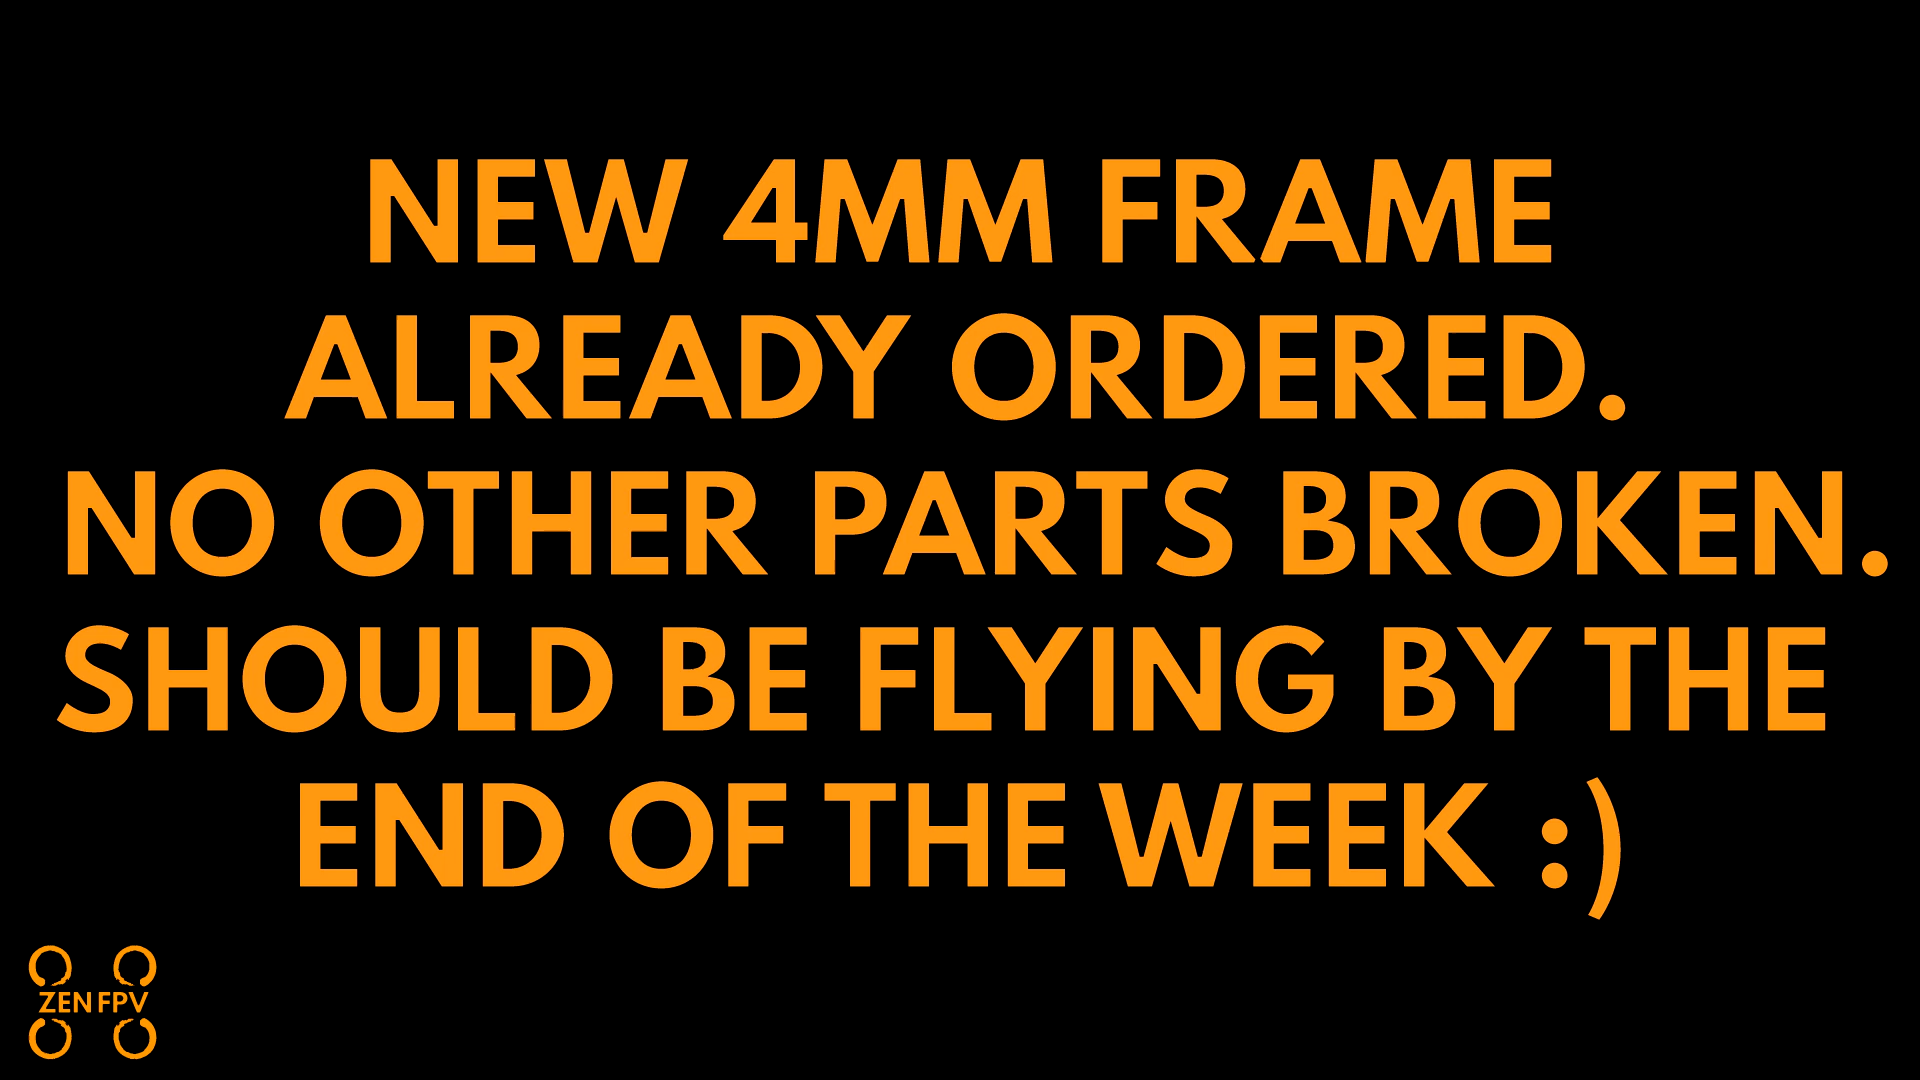 NEW 4MM FRAME
ALREADY ORDERED.
NO OTHER PARTS BROKEN.
SHOULD BE FLYING BY THE
END OF THE WEEK :)
ZEN FPV